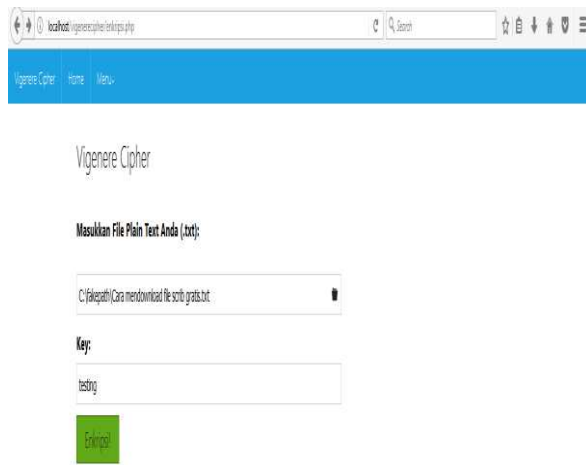 localhost/vigenerecipher/enkripsi.php
Search
Vigenere Cipher Home Menu
Vigenere Cipher
Masukkan File Plain Text Anda (.txt):
C:\fakepath\Cara mendownload file scrib gratis.txt
Key:
testing
Enkripsi!